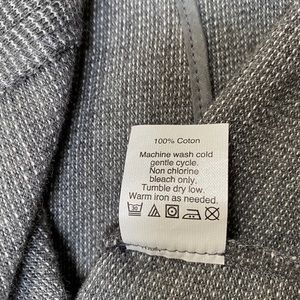 100% Coton
Machine wash cold
gentle cycle.
Non chlorine
bleach only.
Tumble dry low.
Warm iron as needed.